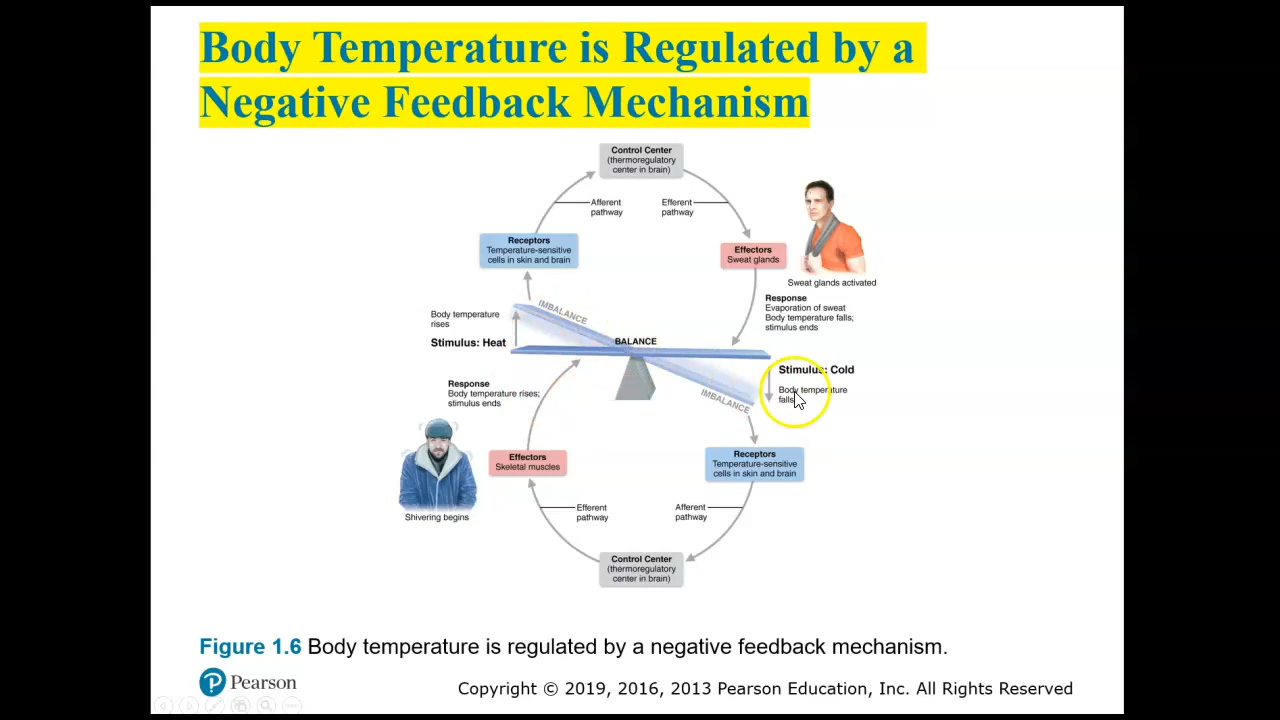 Body Temperature is Regulated by a
Negative Feedback Mechanism
Control Center
(thermoregulatory
center in brain)
Afferent
pathway
Efferent
pathway
Receptors
Temperature-sensitive
cells in skin and brain
Effectors
Sweat glands
Sweat glands activated
Response
Evaporation of sweat
Body temperature falls;
stimulus ends
Body temperature
rises
Stimulus: Heat
IMBALANCE
BALANCE
IMBALANCE
Stimulus: Cold
Body temperature
falls
Response
Body temperature rises;
stimulus ends
Effectors
Skeletal muscles
Shivering begins
Receptors
Temperature-sensitive
cells in skin and brain
Efferent
pathway
Afferent
pathway
Control Center
(thermoregulatory
center in brain)
Figure 1.6 Body temperature is regulated by a negative feedback mechanism.
P Pearson
Copyright © 2019, 2016, 2013 Pearson Education, Inc. All Rights Reserved